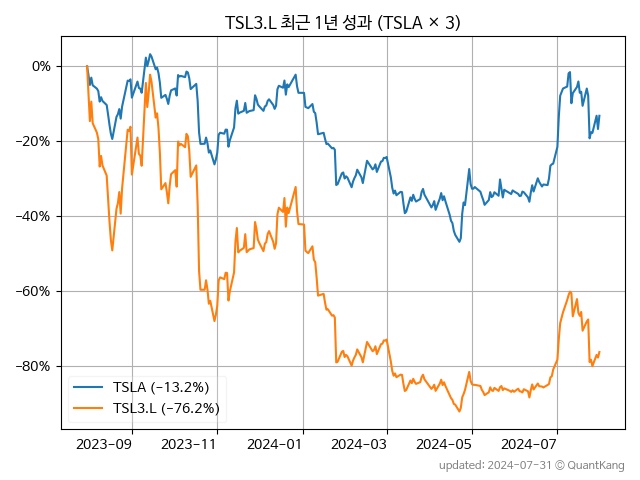 TSL3.L 최근 1년 성과 (TSLA × 3)
0%
−20%
−40%
−60%
−80%
TSLA (−13.2%)
TSL3.L (−76.2%)
2023-09
2023-11
2024-01
2024-03
2024-05
2024-07
updated: 2024-07-31 © QuantKang